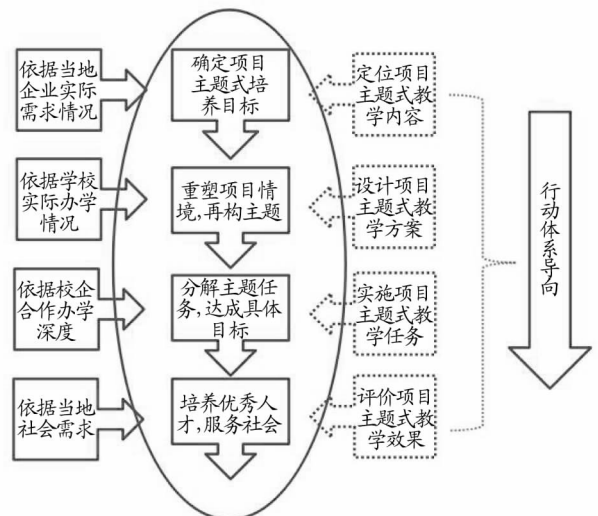 依据当地
企业实际
需求情况
确定项目
主题式培
养目标
定位项目
主题式教
学内容
依据学校
实际办学
情况
重塑项目情
境,再构主题
设计项目
主题式教
学方案
依据校企
合作办学
深度
分解主题任
务,达成具体
目标
实施项目
主题式教
学任务
依据当地
社会需求
培养优秀人
才,服务社会
评价项目
主题式教
学效果
行动体系导向